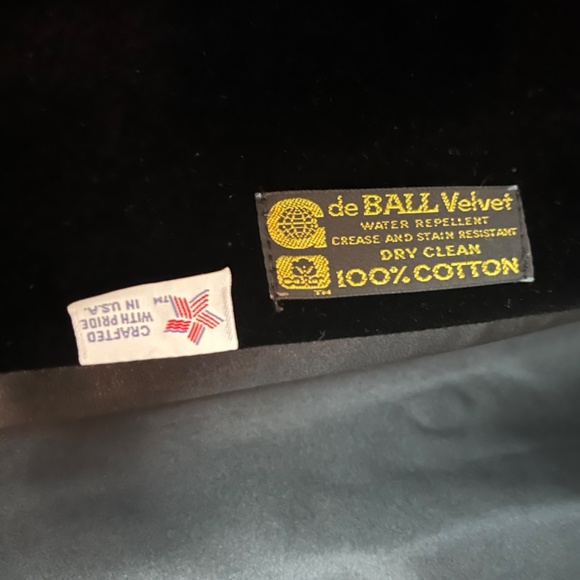 de BALL Velvet
WATER REPELLENT
CREASE AND STAIN RESISTANT
DRY CLEAN
100% COTTON
TM
CRAFTED
WITH PRIDE
IN U.S.A.
TM